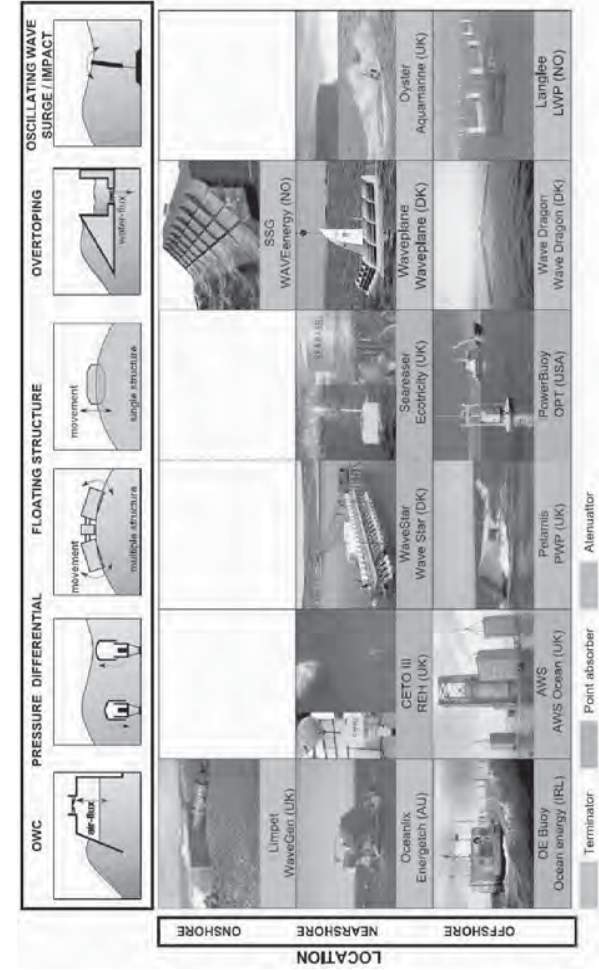 OWC
PRESSURE DIFFERENTIAL
FLOATING STRUCTURE
OVERTOPING
OSCILLATING WAVE
SURGE / IMPACT
air-flux
movement
multiple structure
movement
single structure
water-flux
LOCATION
ONSHORE
Limpet
WaveGen (UK)
SSG
WAVEenergy (NO)
NEARSHORE
Oceanlix
Energetch (AU)
CETO III
REH (UK)
WaveStar
Wave Star (DK)
SEABASS
Seareaser
Ecotricity (UK)
Waveplane
Waveplane (DK)
Oyster
Aquamarine (UK)
OFFSHORE
OE Buoy
Ocean energy (IRL)
AWS
AWS Ocean (UK)
Pelamis
PWP (UK)
PowerBuoy
OPT (USA)
Wave Dragon
Wave Dragon (DK)
Langlee
LWP (NO)
Terminator
Point absorber
Atenuattor